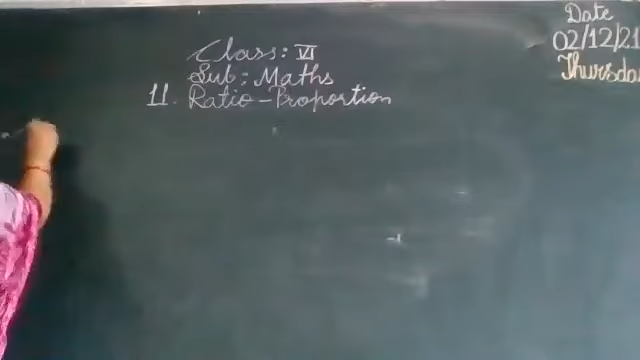 Class: VI
Sub: Maths
11. Ratio-Proportion
Date
02/12/21
Thursday